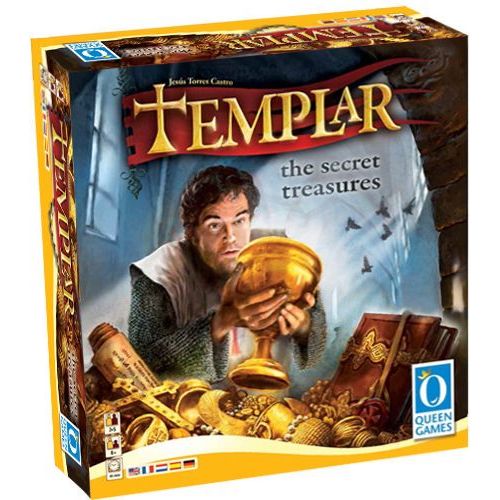 Jesús Torres Castro
TEMPLAR
the secret
treasures
TEMPLAR
QUEEN
GAMES